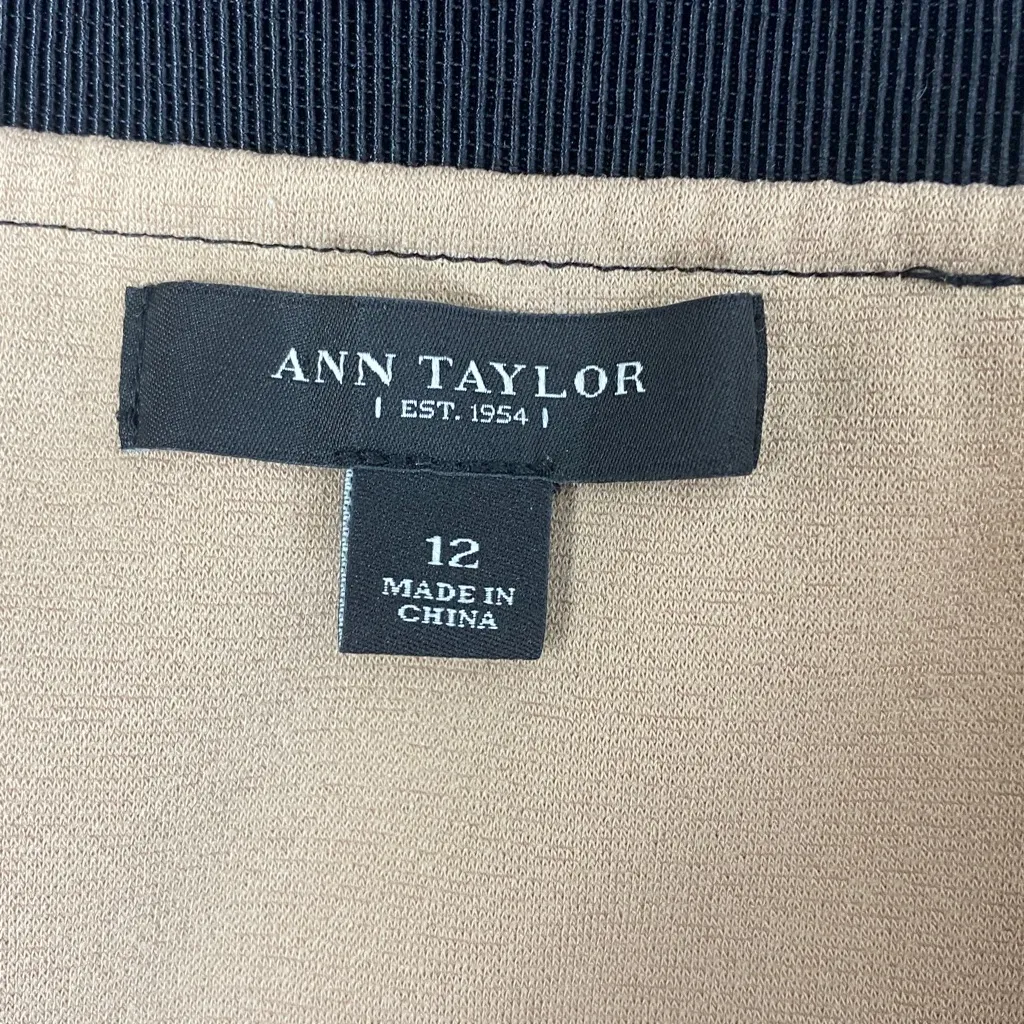 ANN TAYLOR
EST. 1954
12
MADE IN
CHINA